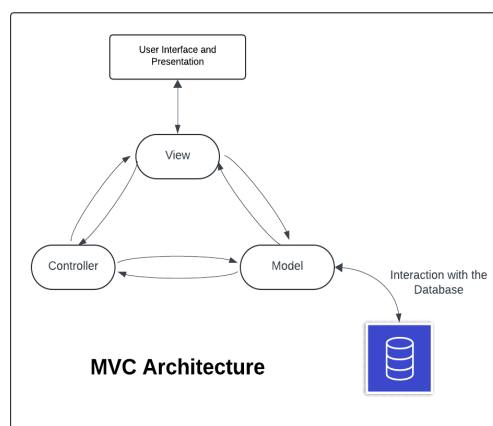 User Interface and
Presentation
View
Controller
Model
Interaction with the
Database
MVC Architecture